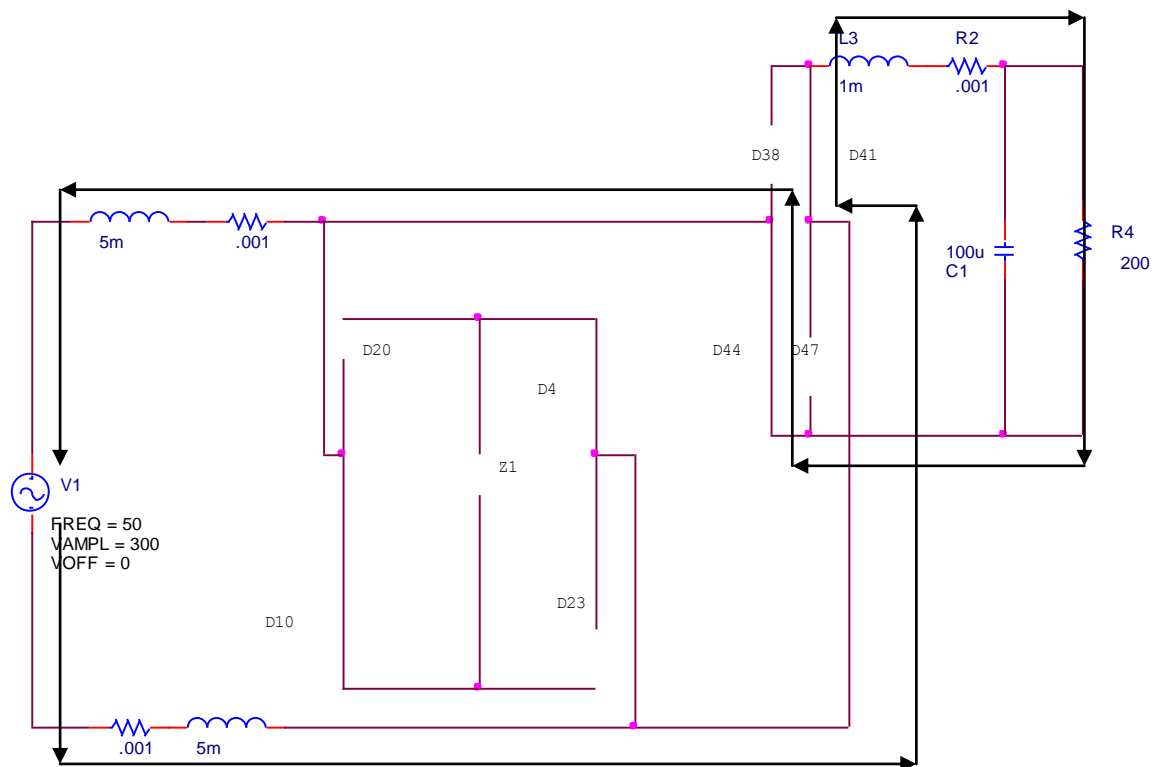 L3
R2
1m
.001
D38
D41
5m
.001
R4
100u
C1
200
D20
D44
D47
D4
Z1
V1
FREQ = 50
VAMPL = 300
VOFF = 0
D23
D10
.001
5m